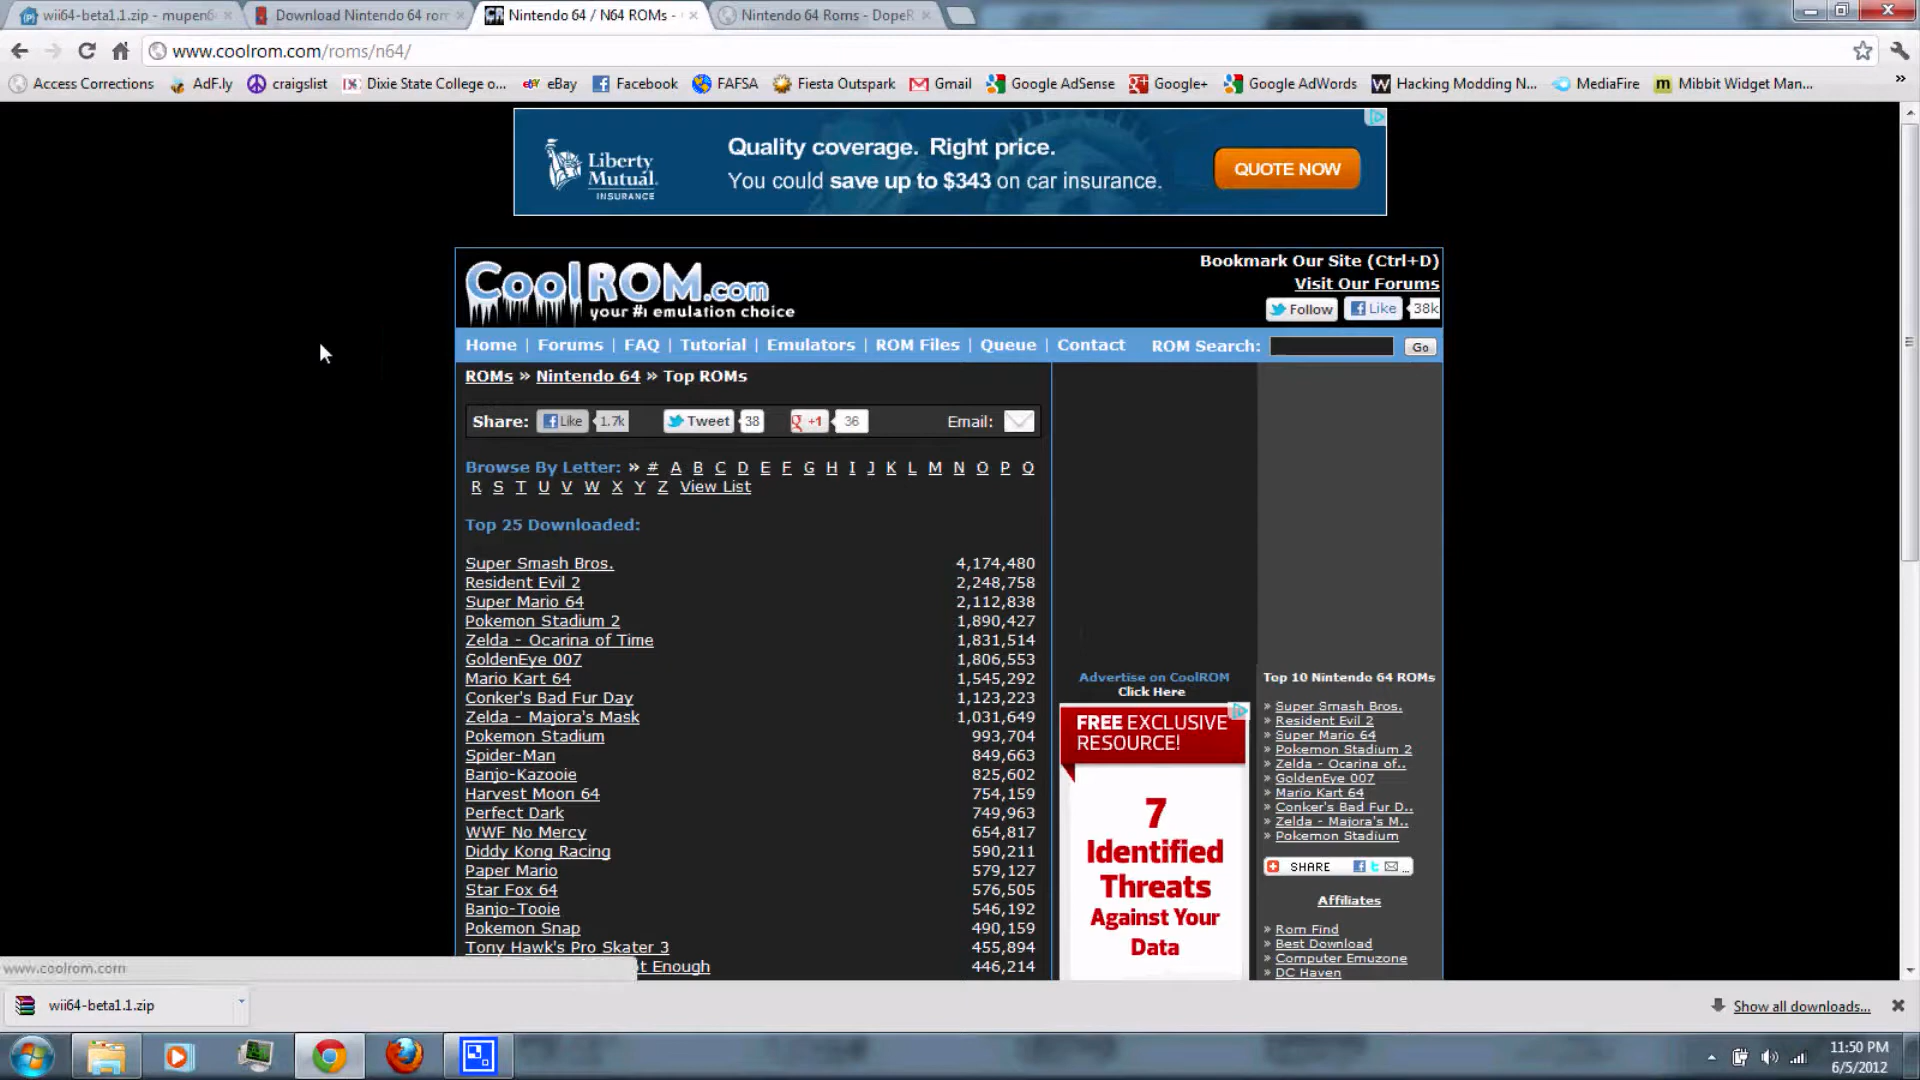 wii64-beta1.1.zip - mupen6
Download Nintendo 64 rom
Nintendo 64 / N64 ROMs -
Nintendo 64 Roms - DopeR
www.coolrom.com/roms/n64/
Access Corrections
AdF.ly
craigslist
Dixie State College o...
eBay
Facebook
FAFSA
Fiesta Outspark
Gmail
Google AdSense
Google+
Google AdWords
Hacking Modding N...
MediaFire
Mibbit Widget Man...
»
Liberty
Mutual.
INSURANCE
Quality coverage. Right price.
You could save up to $343 on car insurance.
QUOTE NOW
CoolROM.com
your #1 emulation choice
Bookmark Our Site (Ctrl+D)
Visit Our Forums
Follow
Like
38k
Home | Forums | FAQ | Tutorial | Emulators | ROM Files | Queue | Contact
ROM Search:
Go
ROMs » Nintendo 64 » Top ROMs
Share:
Like
1.7k
Tweet
38
+1
36
Email:
Browse By Letter: » # A B C D E F G H I J K L M N O P Q
R S T U V W X Y Z View List
Top 25 Downloaded:
Super Smash Bros. 4,174,480
Resident Evil 2 2,248,758
Super Mario 64 2,112,838
Pokemon Stadium 2 1,890,427
Zelda - Ocarina of Time 1,831,514
GoldenEye 007 1,806,553
Mario Kart 64 1,545,292
Conker's Bad Fur Day 1,123,223
Zelda - Majora's Mask 1,031,649
Pokemon Stadium 993,704
Spider-Man 849,663
Banjo-Kazooie 825,602
Harvest Moon 64 754,159
Perfect Dark 749,963
WWF No Mercy 654,817
Diddy Kong Racing 590,211
Paper Mario 579,127
Star Fox 64 576,505
Banjo-Tooie 546,192
Pokemon Snap 490,159
Tony Hawk's Pro Skater 3 455,894
ot Enough 446,214
Advertise on CoolROM
Click Here
FREE EXCLUSIVE
RESOURCE!
7
Identified
Threats
Against Your
Data
Top 10 Nintendo 64 ROMs
» Super Smash Bros.
» Resident Evil 2
» Super Mario 64
» Pokemon Stadium 2
» Zelda - Ocarina of..
» GoldenEye 007
» Mario Kart 64
» Conker's Bad Fur D..
» Zelda - Majora's M..
» Pokemon Stadium
SHARE
...
Affiliates
» Rom Find
» Best Download
» Computer Emuzone
» DC Haven
www.coolrom.com
wii64-beta1.1.zip
Show all downloads...
11:50 PM
6/5/2012